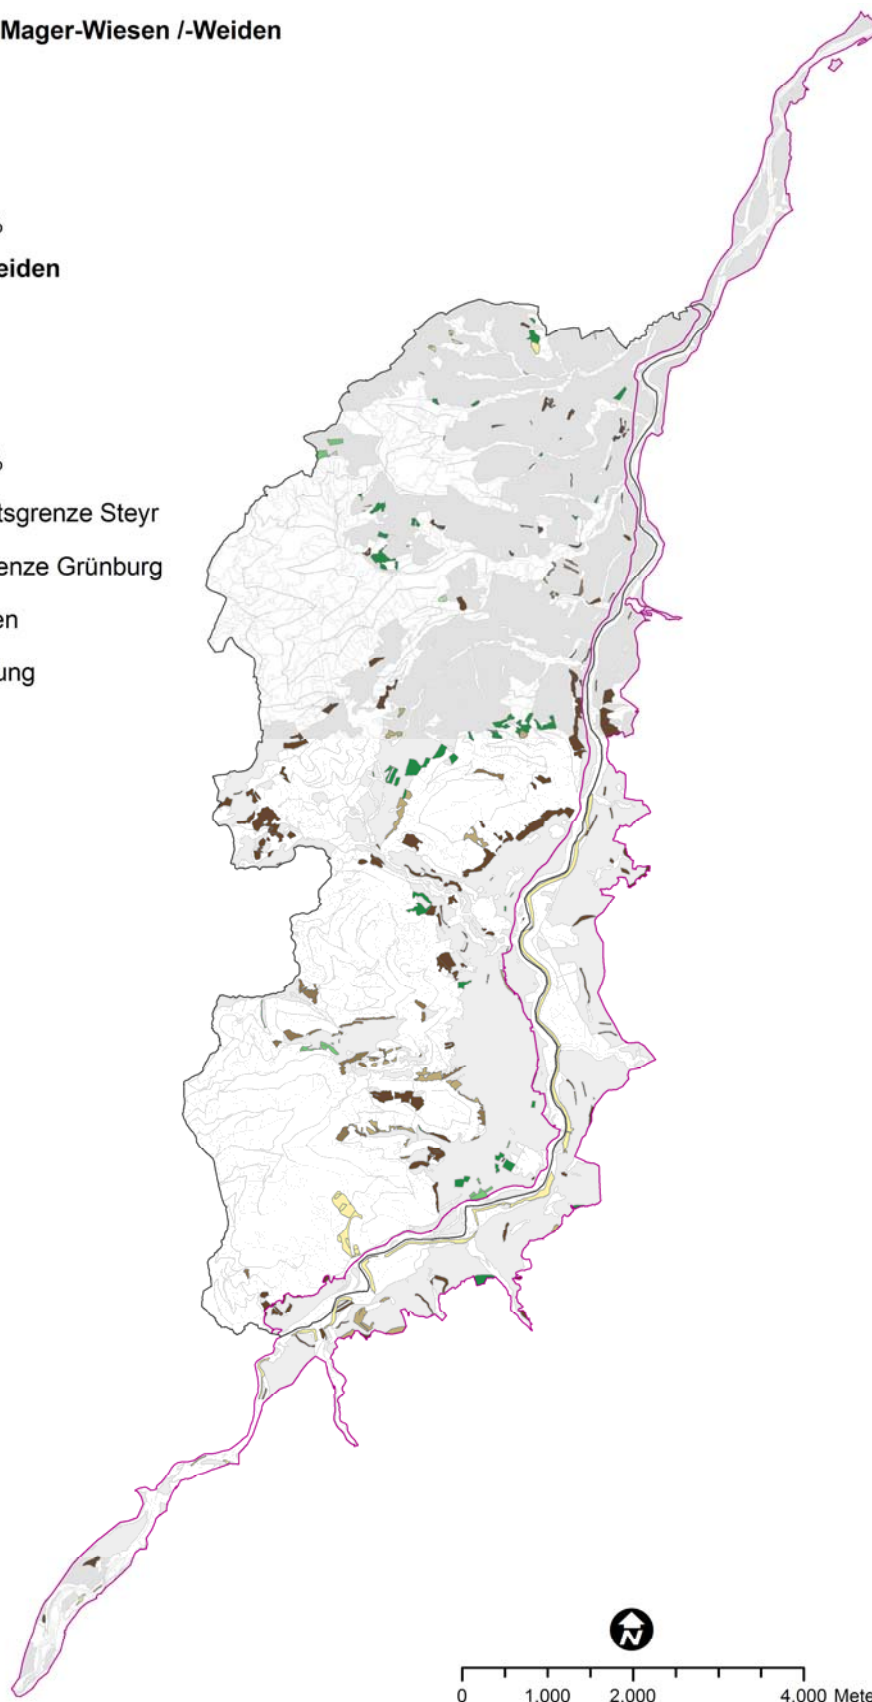 Mager-Wiesen /-Weiden
eiden
tsgrenze Steyr
enze Grünburg
en
ung
N
0 1.000 2.000 4.000 Mete